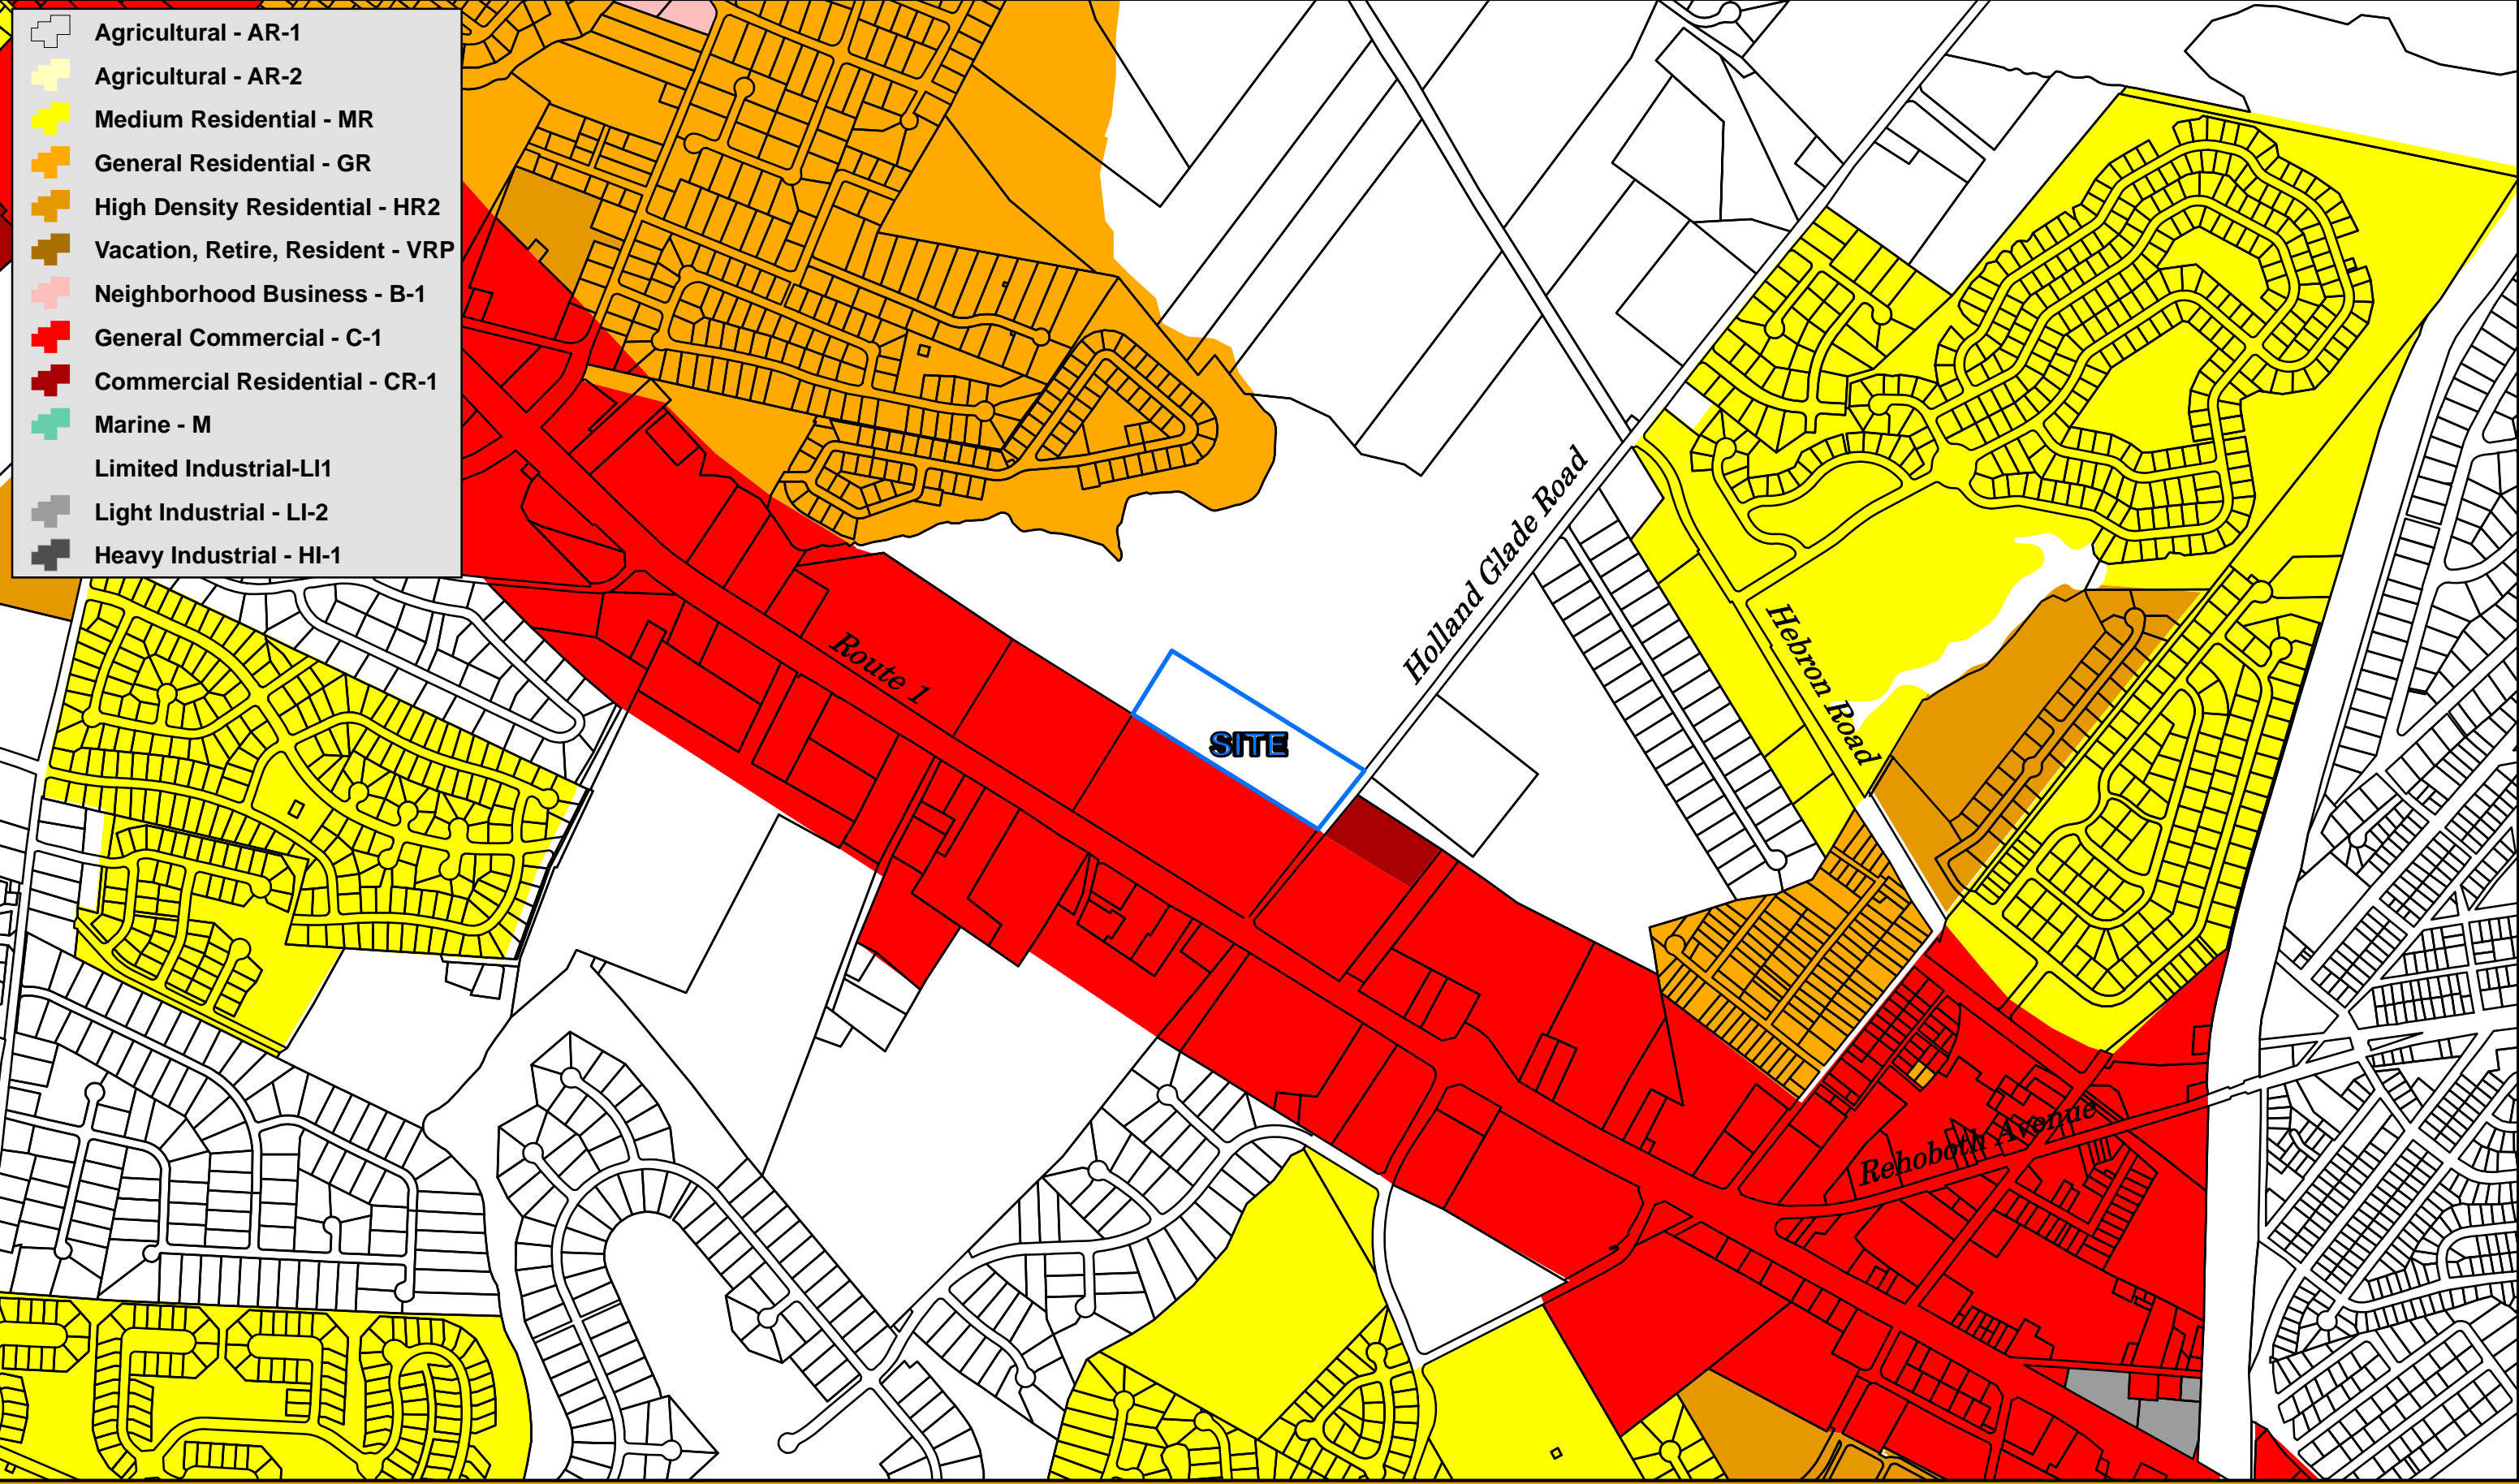 Agricultural - AR-1
Agricultural - AR-2
Medium Residential - MR
General Residential - GR
High Density Residential - HR2
Vacation, Retire, Resident - VRP
Neighborhood Business - B-1
General Commercial - C-1
Commercial Residential - CR-1
Marine - M
Limited Industrial-LI1
Light Industrial - LI-2
Heavy Industrial - HI-1
Holland Glade Road
Hebron Road
Route 1
SITE
Rehoboth Avenue